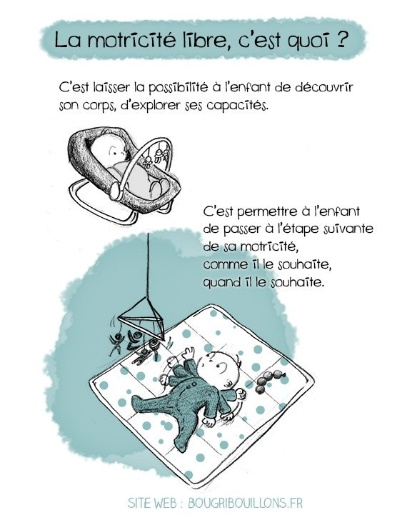 La motricité libre, c'est quoi ?
C'est laisser la possibilité à l'enfant de découvrir
son corps, d'explorer ses capacités.
C'est permettre à l'enfant
de passer à l'étape suivante
de sa motricité,
comme il le souhaite,
quand il le souhaite.
SITE WEB : BOUGRIBOUILLONS.FR